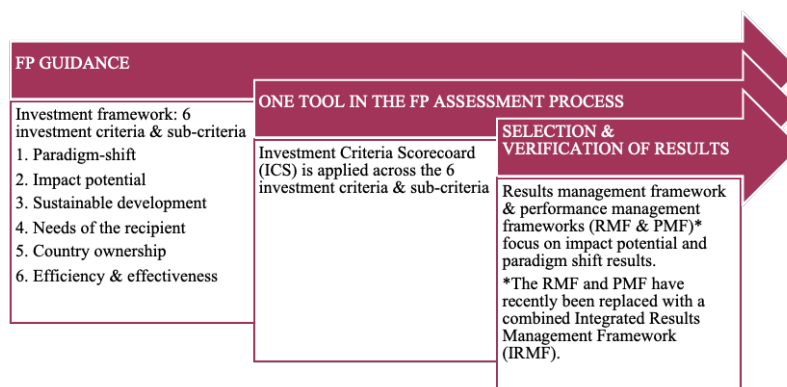 FP GUIDANCE
Investment framework: 6
investment criteria & sub-criteria
1. Paradigm-shift
2. Impact potential
3. Sustainable development
4. Needs of the recipient
5. Country ownership
6. Efficiency & effectiveness
ONE TOOL IN THE FP ASSESSMENT PROCESS
Investment Criteria Scorecoard
(ICS) is applied across the 6
investment criteria & sub-criteria
SELECTION &
VERIFICATION OF RESULTS
Results management framework
& performance management
frameworks (RMF & PMF)*
focus on impact potential and
paradigm shift results.
*The RMF and PMF have
recently been replaced with a
combined Integrated Results
Management Framework
(IRMF).